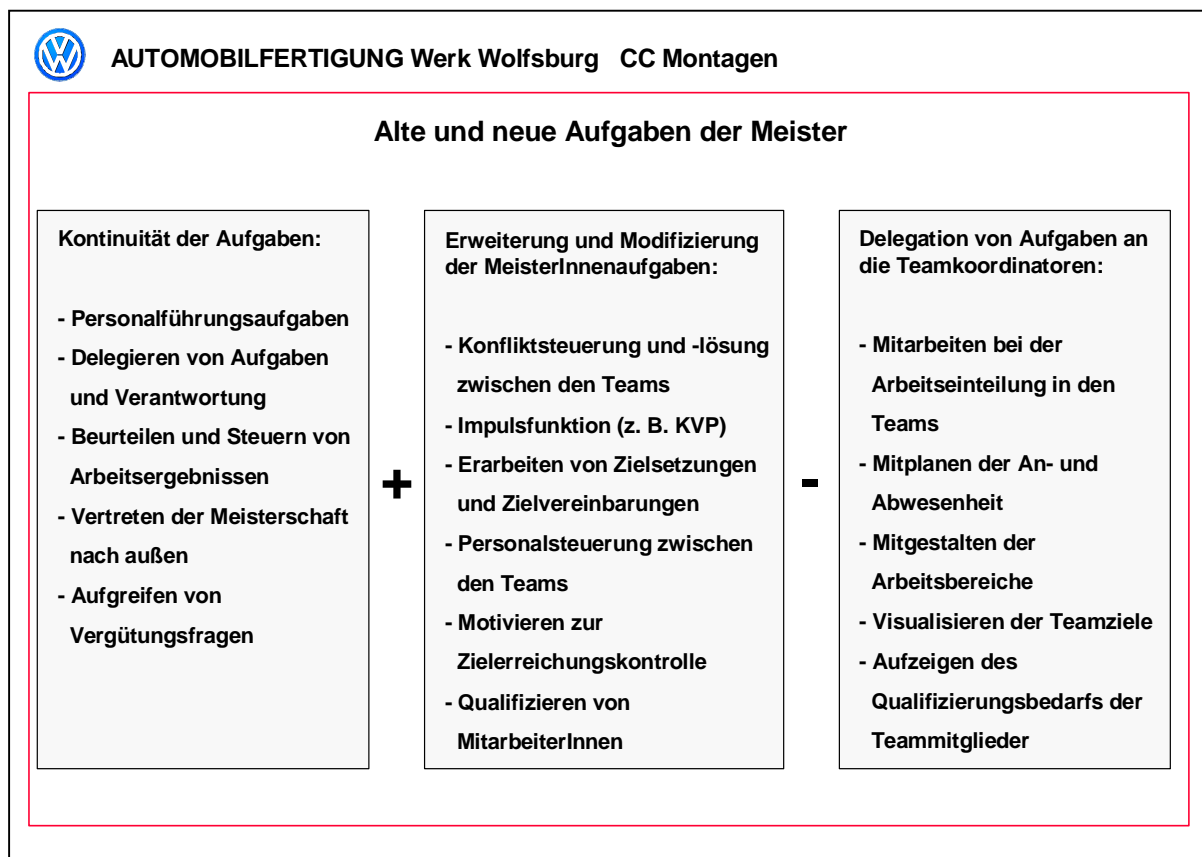 AUTOMOBILFERTIGUNG Werk Wolfsburg CC Montagen
Alte und neue Aufgaben der Meister
Kontinuität der Aufgaben:
- Personalführungsaufgaben
- Delegieren von Aufgaben
und Verantwortung
- Beurteilen und Steuern von
Arbeitsergebnissen
- Vertreten der Meisterschaft
nach außen
- Aufgreifen von
Vergütungsfragen
+
Erweiterung und Modifizierung
der MeisterInnenaufgaben:
- Konfliktsteuerung und -lösung
zwischen den Teams
- Impulsfunktion (z. B. KVP)
- Erarbeiten von Zielsetzungen
und Zielvereinbarungen
- Personalsteuerung zwischen
den Teams
- Motivieren zur
Zielerreichungskontrolle
- Qualifizieren von
MitarbeiterInnen
-
Delegation von Aufgaben an
die Teamkoordinatoren:
- Mitarbeiten bei der
Arbeitseinteilung in den
Teams
- Mitplanen der An- und
Abwesenheit
- Mitgestalten der
Arbeitsbereiche
- Visualisieren der Teamziele
- Aufzeigen des
Qualifizierungsbedarfs der
Teammitglieder